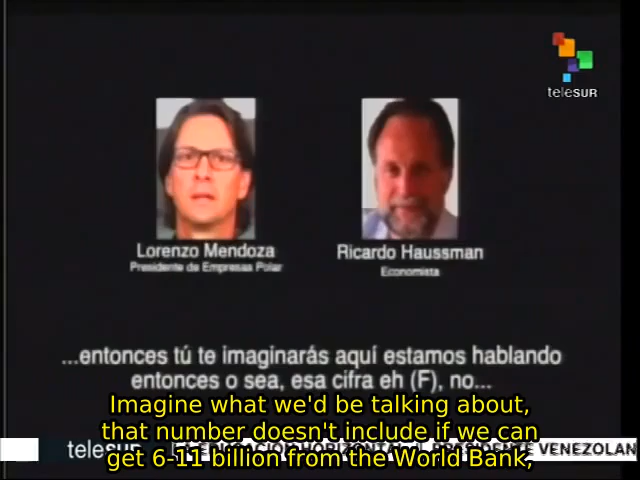 teleSUR
Lorenzo Mendoza
Presidente de Empresas Polar
Ricardo Haussman
Economista
...entonces tú te imaginarás aquí estamos hablando
entonces o sea, esa cifra eh (F), no...
Imagine what we'd be talking about,
that number doesn't include if we can
get 6-11 billion from the World Bank,
teleSUR
VENEZOLAN